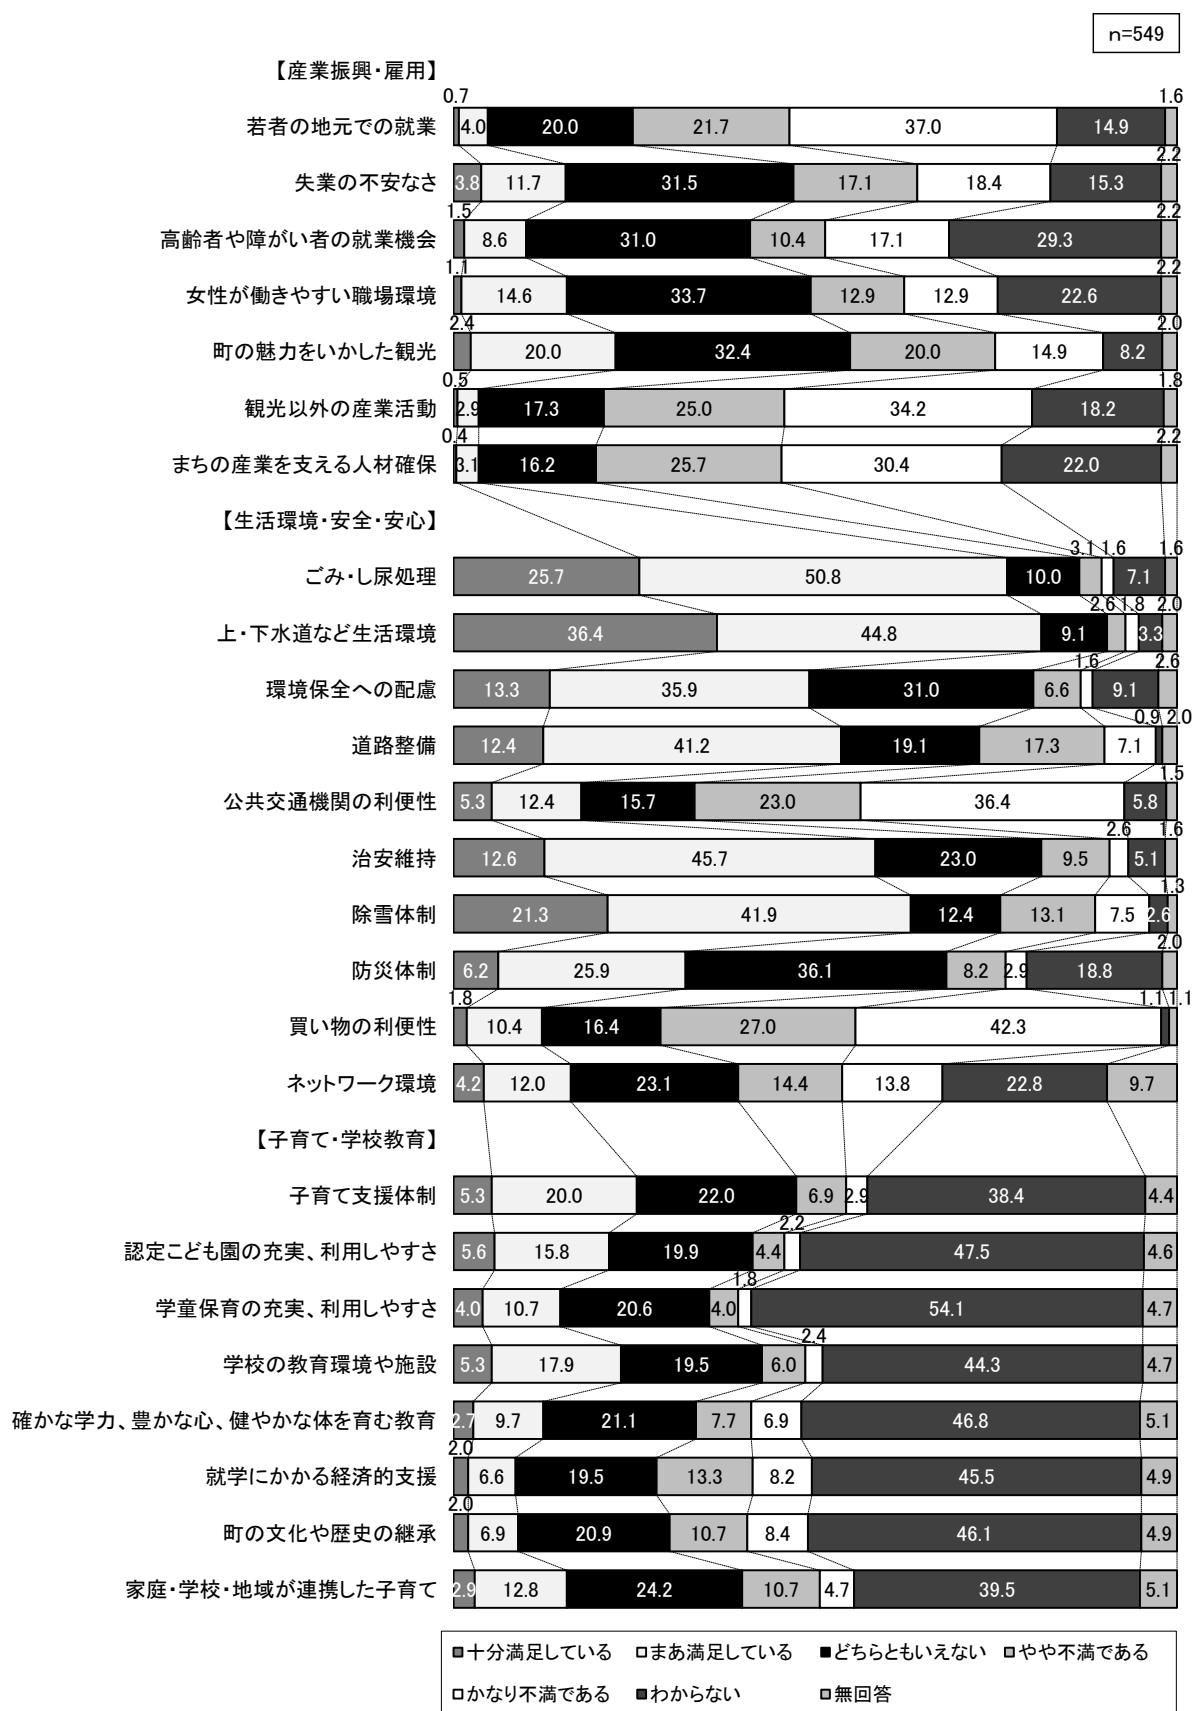 n=549
【産業振興・雇用】
0.7 1.6
若者の地元での就業 4.0 20.0 21.7 37.0 14.9
2.2
失業の不安なさ 3.8 11.7 31.5 17.1 18.4 15.3
1.5 2.2
高齢者や障がい者の就業機会 8.6 31.0 10.4 17.1 29.3
1.1 2.2
女性が働きやすい職場環境 14.6 33.7 12.9 12.9 22.6
2.4 2.0
町の魅力をいかした観光 20.0 32.4 20.0 14.9 8.2
0.5 1.8
観光以外の産業活動 2.9 17.3 25.0 34.2 18.2
0.4 2.2
まちの産業を支える人材確保 3.1 16.2 25.7 30.4 22.0
【生活環境・安全・安心】
3.1 1.6 1.6
ごみ・し尿処理 25.7 50.8 10.0 7.1
2.6 1.8 2.0
上・下水道など生活環境 36.4 44.8 9.1 3.3
1.6 2.6
環境保全への配慮 13.3 35.9 31.0 6.6 9.1
0.9 2.0
道路整備 12.4 41.2 19.1 17.3 7.1
1.5
公共交通機関の利便性 5.3 12.4 15.7 23.0 36.4 5.8
2.6 1.6
治安維持 12.6 45.7 23.0 9.5 5.1
1.3
除雪体制 21.3 41.9 12.4 13.1 7.5 2.6
2.0
防災体制 6.2 25.9 36.1 8.2 2.9 18.8
1.8 1.1 1.1
買い物の利便性 10.4 16.4 27.0 42.3
ネットワーク環境 4.2 12.0 23.1 14.4 13.8 22.8 9.7
【子育て・学校教育】
子育て支援体制 5.3 20.0 22.0 6.9 2.9 38.4 4.4
2.2
認定こども園の充実、利用しやすさ 5.6 15.8 19.9 4.4 47.5 4.6
1.8
学童保育の充実、利用しやすさ 4.0 10.7 20.6 4.0 54.1 4.7
2.4
学校の教育環境や施設 5.3 17.9 19.5 6.0 44.3 4.7
確かな学力、豊かな心、健やかな体を育む教育 2.7 9.7 21.1 7.7 6.9 46.8 5.1
2.0
就学にかかる経済的支援 6.6 19.5 13.3 8.2 45.5 4.9
2.0
町の文化や歴史の継承 6.9 20.9 10.7 8.4 46.1 4.9
家庭・学校・地域が連携した子育て 2.9 12.8 24.2 10.7 4.7 39.5 5.1
十分満足している まあ満足している どちらともいえない やや不満である
かなり不満である わからない 無回答